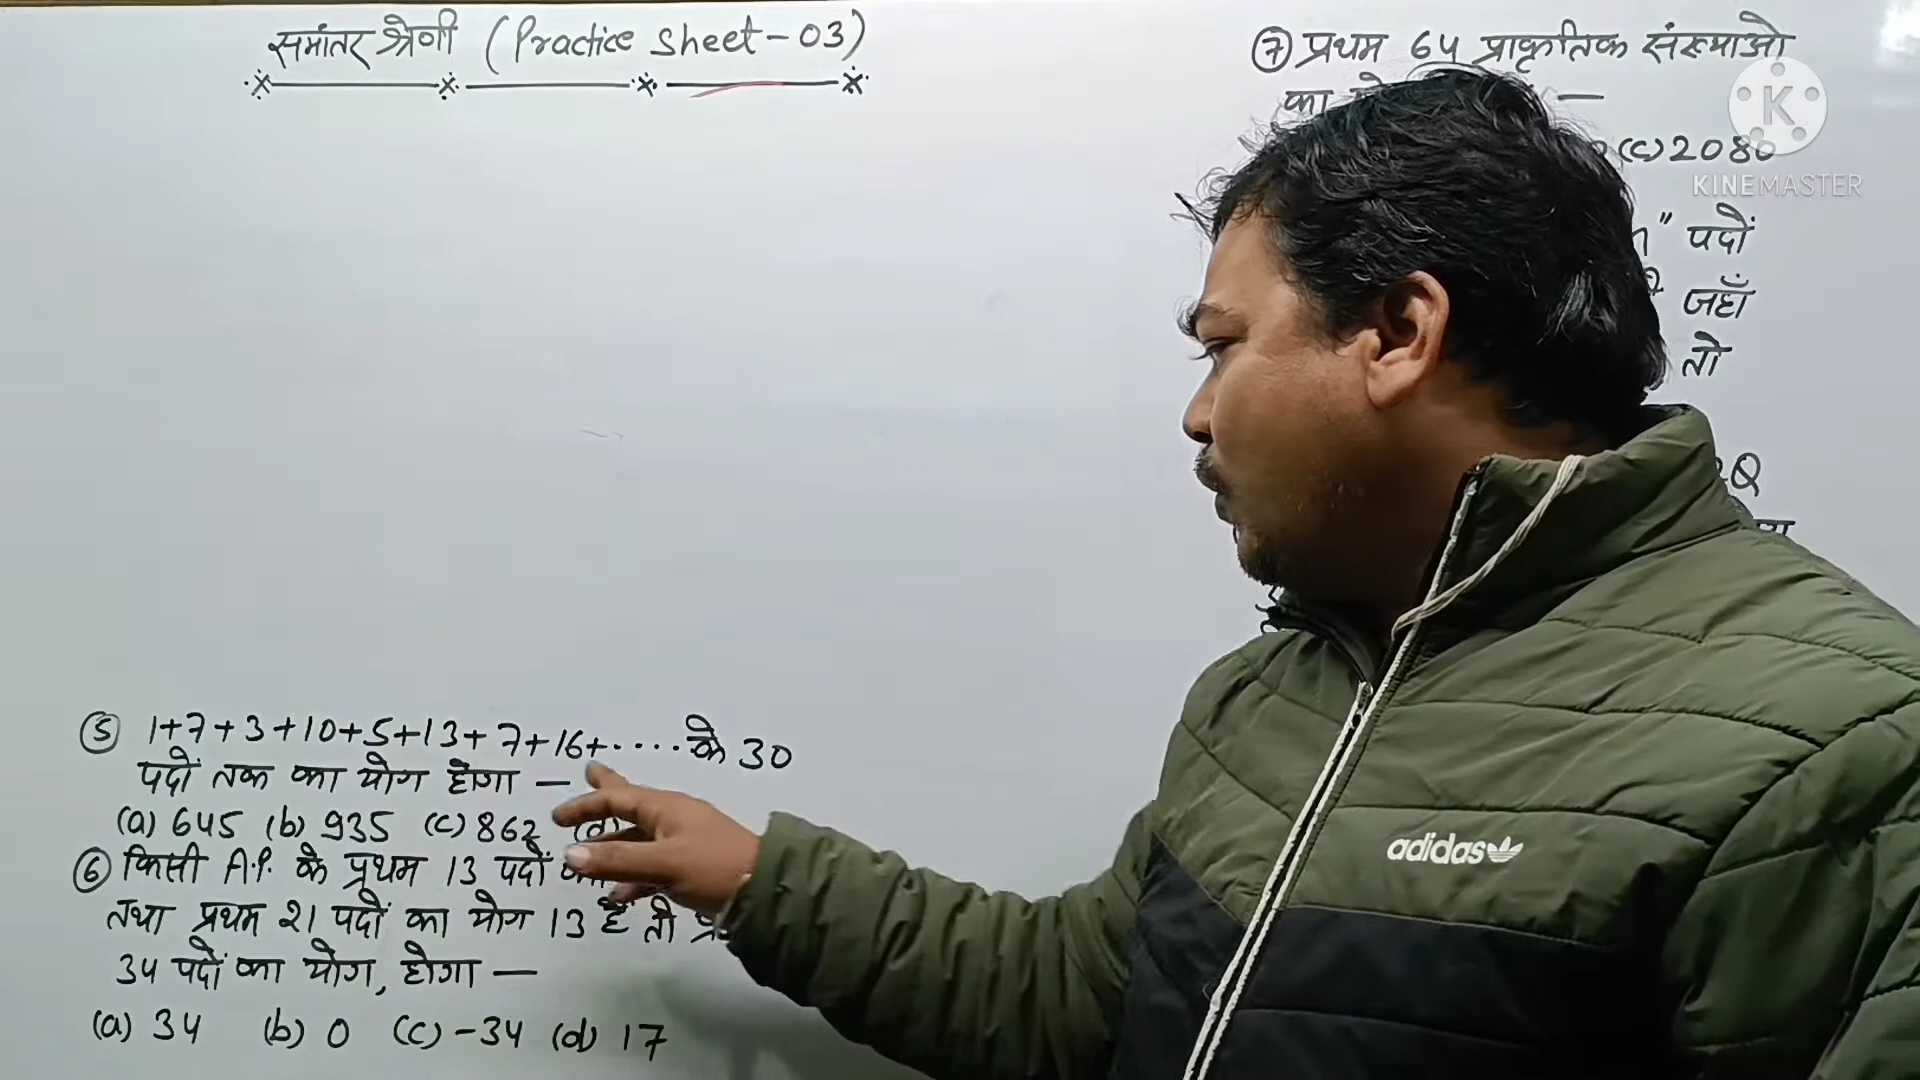 समांतर श्रेणी (Practice Sheet-03)
⑤ 1+7+3+10+5+13+7+16+.....के 30
पदों तक का योग होगा —
(a) 645 (b) 935 (c) 862 (d)
⑥ किसी A.P. के प्रथम 13 पदों
तथा प्रथम 21 पदों का योग 13 है तो
34 पदों का योग, होगा —
(a) 34 (b) 0 (c) -34 (d) 17
⑦ प्रथम 64 प्राकृतिक संख्याओ
का —
(c) 2080
" पदों
जहाँ
तो
K
KINEMASTER
adidas